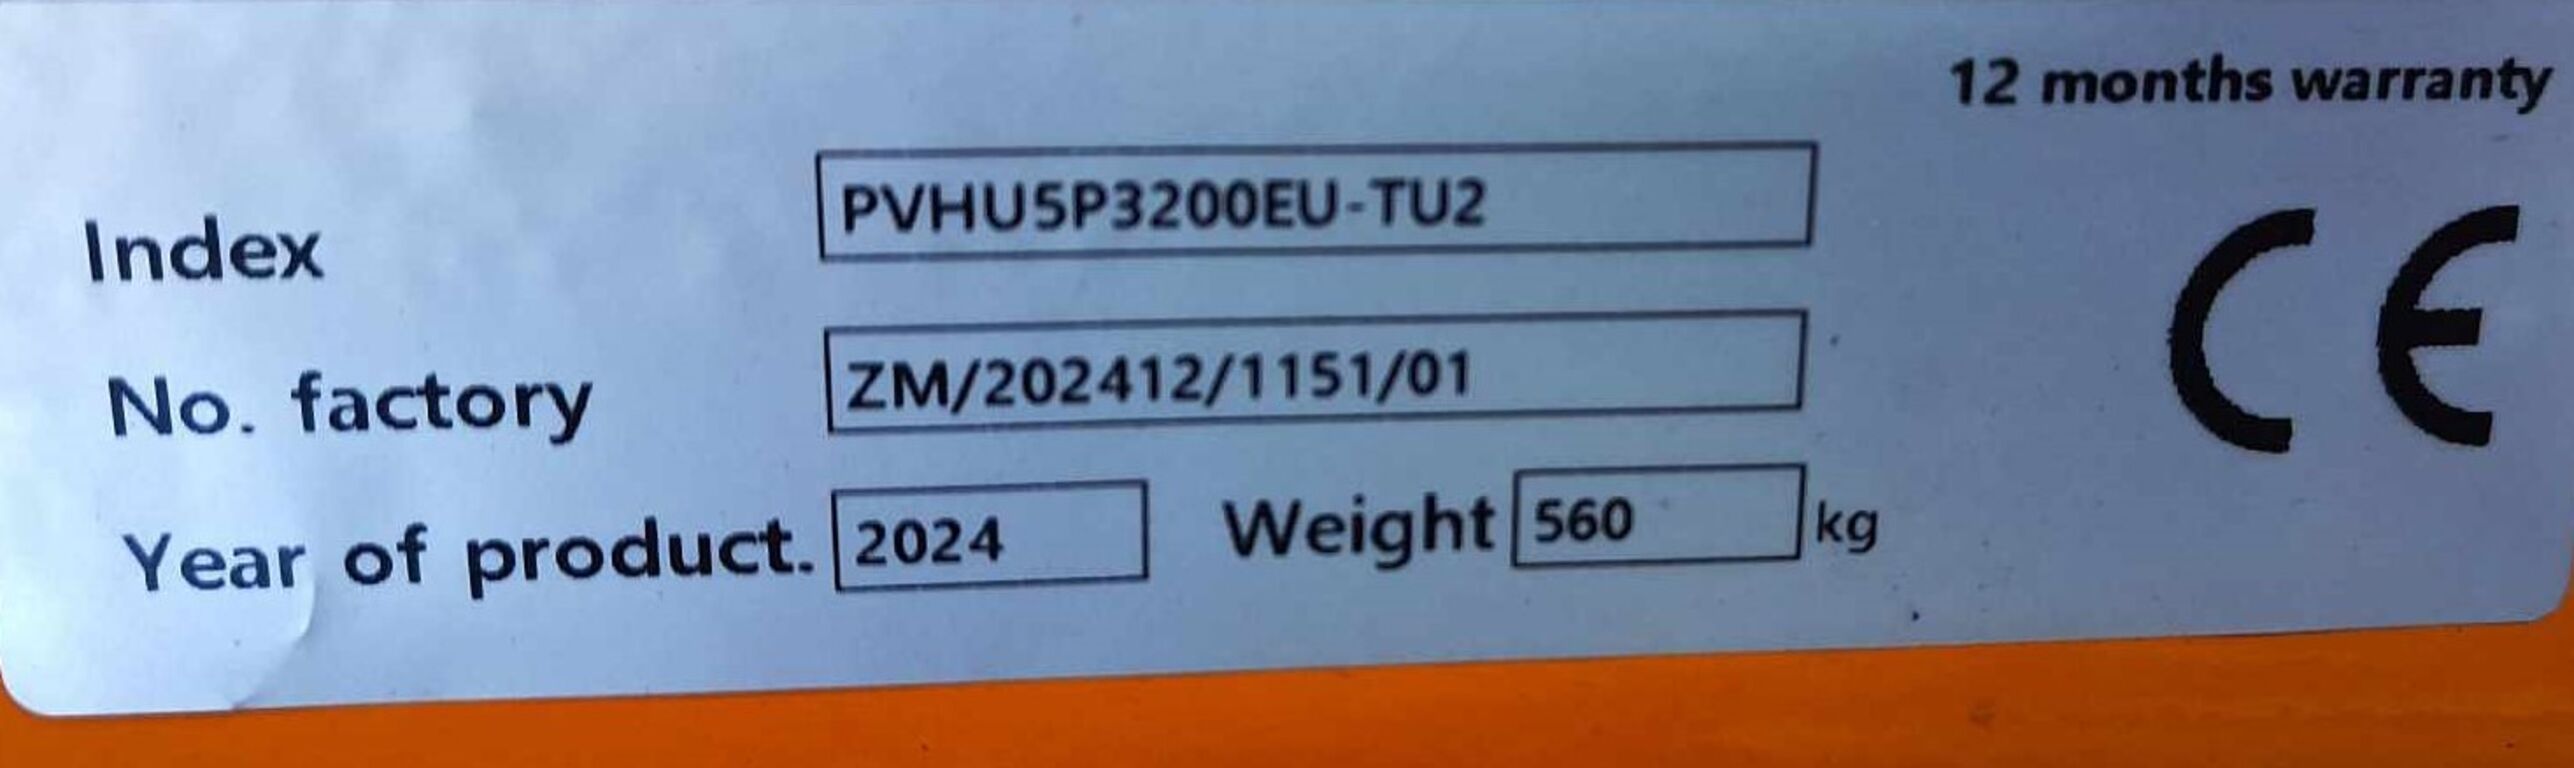 12 months warranty
Index PVHU5P3200EU-TU2
No. factory ZM/202412/1151/01
Year of product. 2024 Weight 560 kg
CE